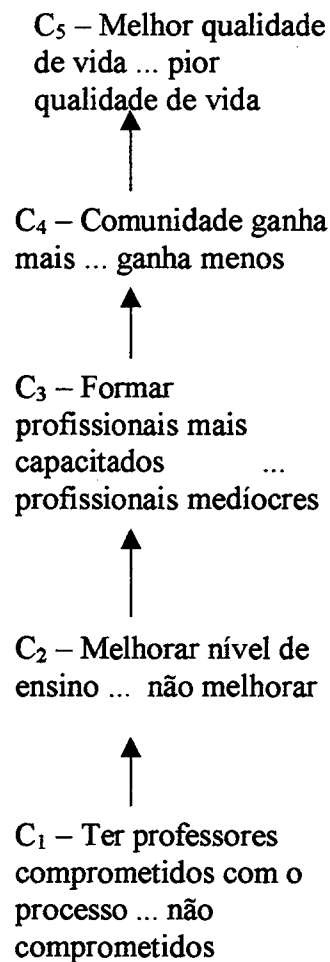 C₅ – Melhor qualidade
de vida ... pior
qualidade de vida
C₄ – Comunidade ganha
mais ... ganha menos
C₃ – Formar
profissionais mais
capacitados ...
profissionais medíocres
C₂ – Melhorar nível de
ensino ... não melhorar
C₁ – Ter professores
comprometidos com o
processo ... não
comprometidos